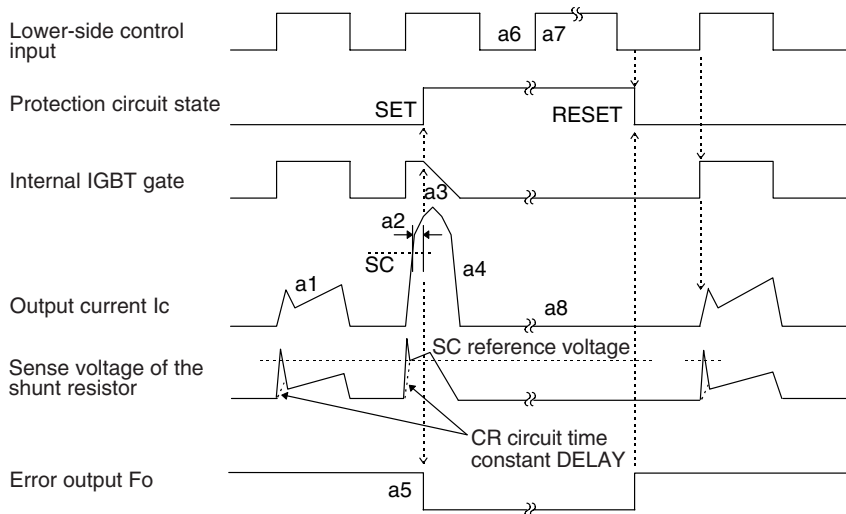 Lower-side control
input
a6
a7
Protection circuit state
SET
RESET
Internal IGBT gate
a3
a2
SC
a4
a1
Output current Ic
a8
SC reference voltage
Sense voltage of the
shunt resistor
CR circuit time
constant DELAY
Error output Fo
a5